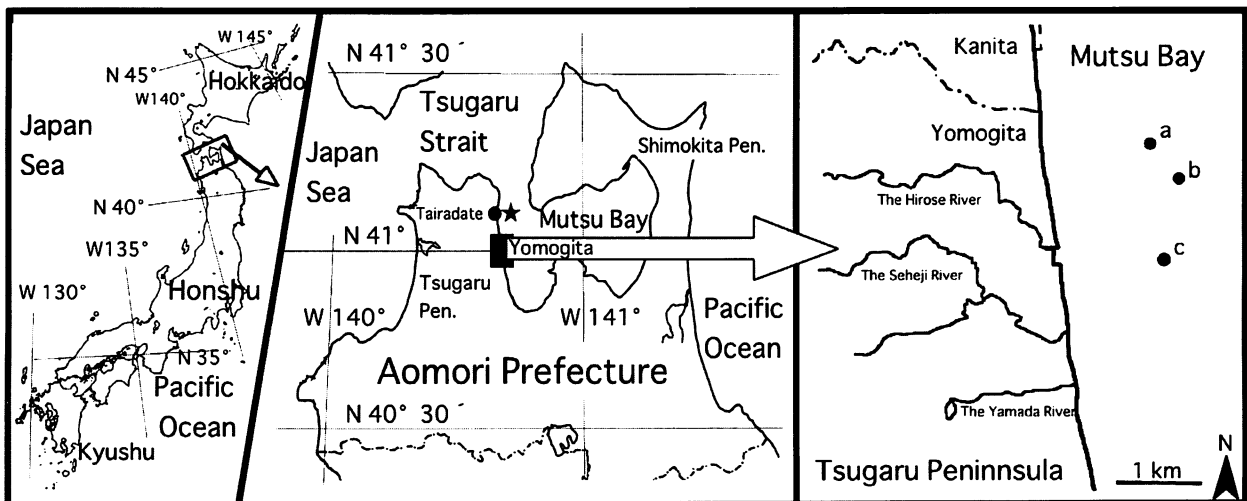 W 145°
N 45°
Hokkaido
W140°
Japan
Sea
N 40°
W135°
W 130°
Honshu
N 35°
Pacific
Ocean
Kyushu
N 41° 30´
Tsugaru
Strait
Japan
Sea
Shimokita Pen.
Tairadate
Mutsu Bay
N 41°
Yomogita
Tsugaru
Pen.
W 140°
W 141°
Pacific
Ocean
Aomori Prefecture
N 40° 30´
Kanita
Mutsu Bay
Yomogita
a
b
The Hirose River
c
The Seheji River
The Yamada River
Tsugaru Peninnsula
1 km
N